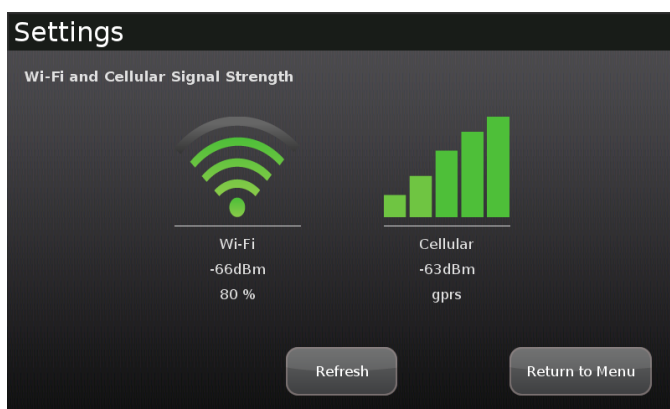 Settings
Wi-Fi and Cellular Signal Strength
Wi-Fi Cellular
-66dBm -63dBm
80 % gprs
Refresh Return to Menu